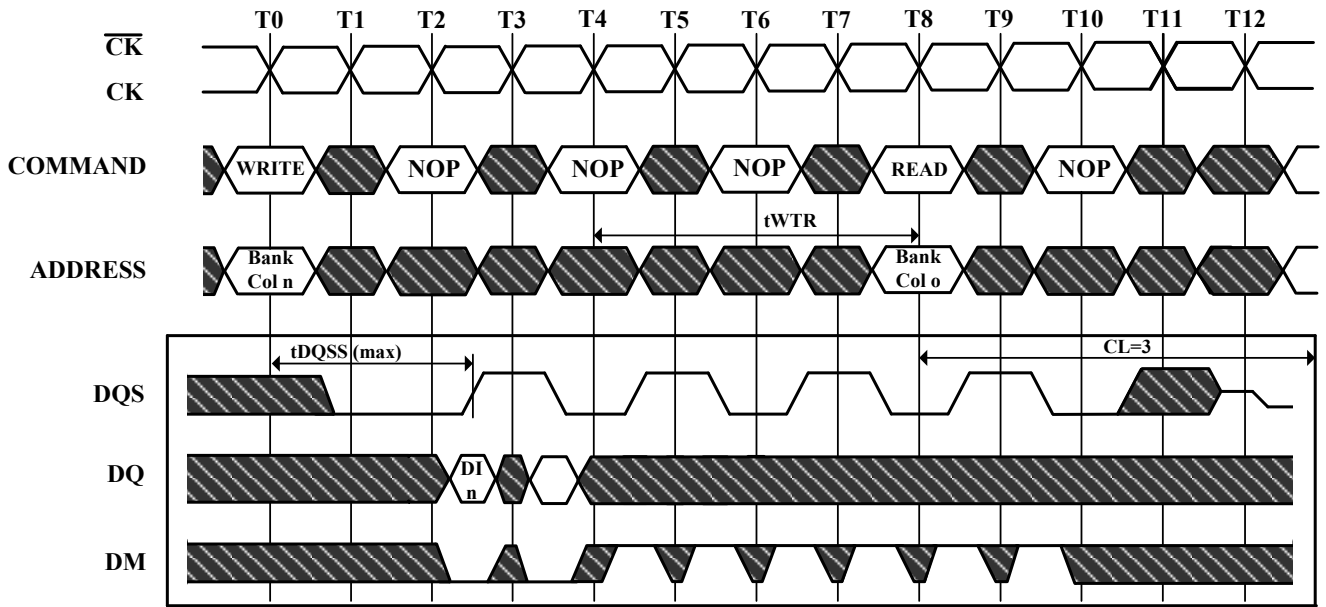 T0 T1 T2 T3 T4 T5 T6 T7 T8 T9 T10 T11 T12
CK
CK
COMMAND
WRITE NOP NOP NOP READ NOP
tWTR
ADDRESS
Bank
Col n
Bank
Col o
tDQSS (max)
CL=3
DQS
DQ
DI
n
DM